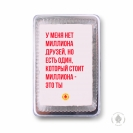 У МЕНЯ НЕТ
МИЛЛИОНА
ДРУЗЕЙ, НО
ЕСТЬ ОДИН,
КОТОРЫЙ СТОИТ
МИЛЛИОНА -
ЭТО ТЫ